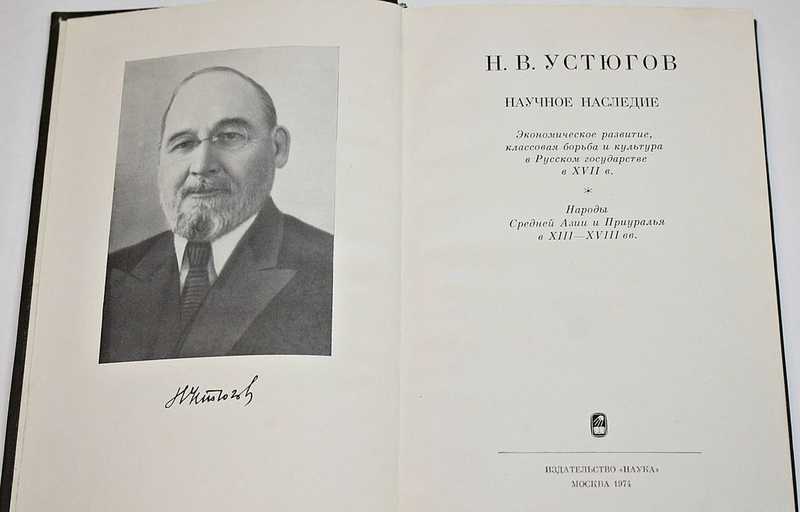 Н Устюгов
Н. В. УСТЮГОВ
НАУЧНОЕ НАСЛЕДИЕ
Экономическое развитие,
классовая борьба и культура
в Русском государстве
в XVII в.
*
Народы
Средней Азии и Приуралья
в XIII—XVIII вв.
ИЗДАТЕЛЬСТВО «НАУКА»
МОСКВА 1974